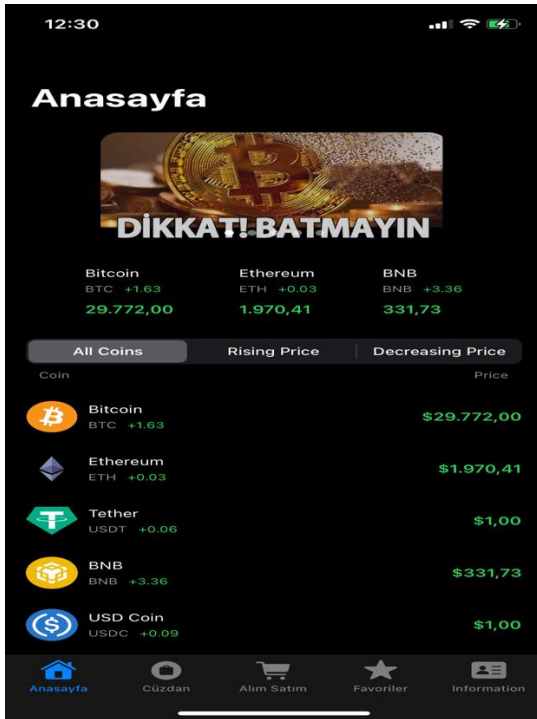 12:30
Anasayfa
DİKKAT! BATMAYIN
Bitcoin Ethereum BNB
BTC +1.63 ETH +0.03 BNB +3.36
29.772,00 1.970,41 331,73
All Coins Rising Price Decreasing Price
Coin Price
Bitcoin
BTC +1.63 $29.772,00
Ethereum
ETH +0.03 $1.970,41
Tether
USDT +0.06 $1,00
BNB
BNB +3.36 $331,73
USD Coin
USDC +0.09 $1,00
Anasayfa Cüzdan Alım Satım Favoriler Information